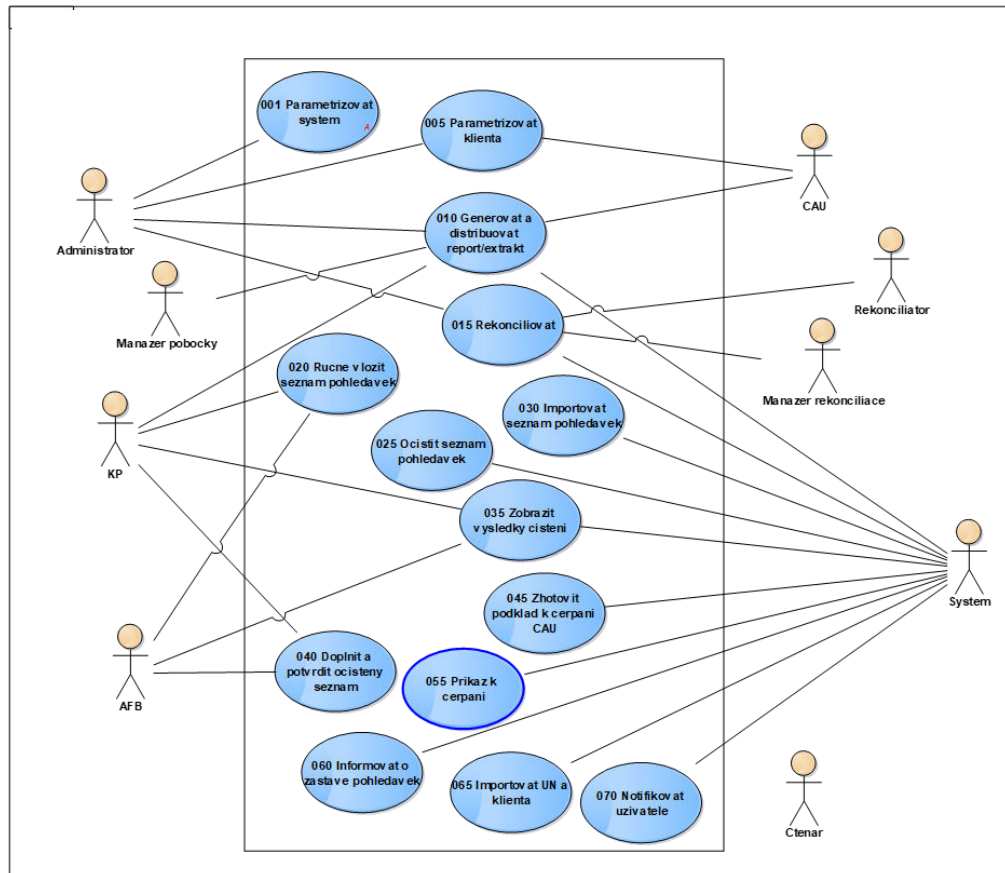 001 Parametrizovat
system
A
005 Parametrizovat
klienta
CAU
Administrator
010 Generovat a
distribuovat
report/extrakt
Manazer pobocky
015 Rekonciliovat
Rekonciliator
Manazer rekonciliace
020 Rucne vlozit
seznam pohledavek
030 Importovat
seznam pohledavek
025 Ocistit seznam
pohledavek
KP
035 Zobrazit
vysledky cisteni
System
045 Zhotovit
podklad k cerpani
CAU
AFB
040 Doplnit a
potvrdit ocisteny
seznam
055 Prikaz k
cerpani
060 Informovat o
zastave pohledavek
065 Importovat UN a
klienta
070 Notifikovat
uzivatele
Ctenar